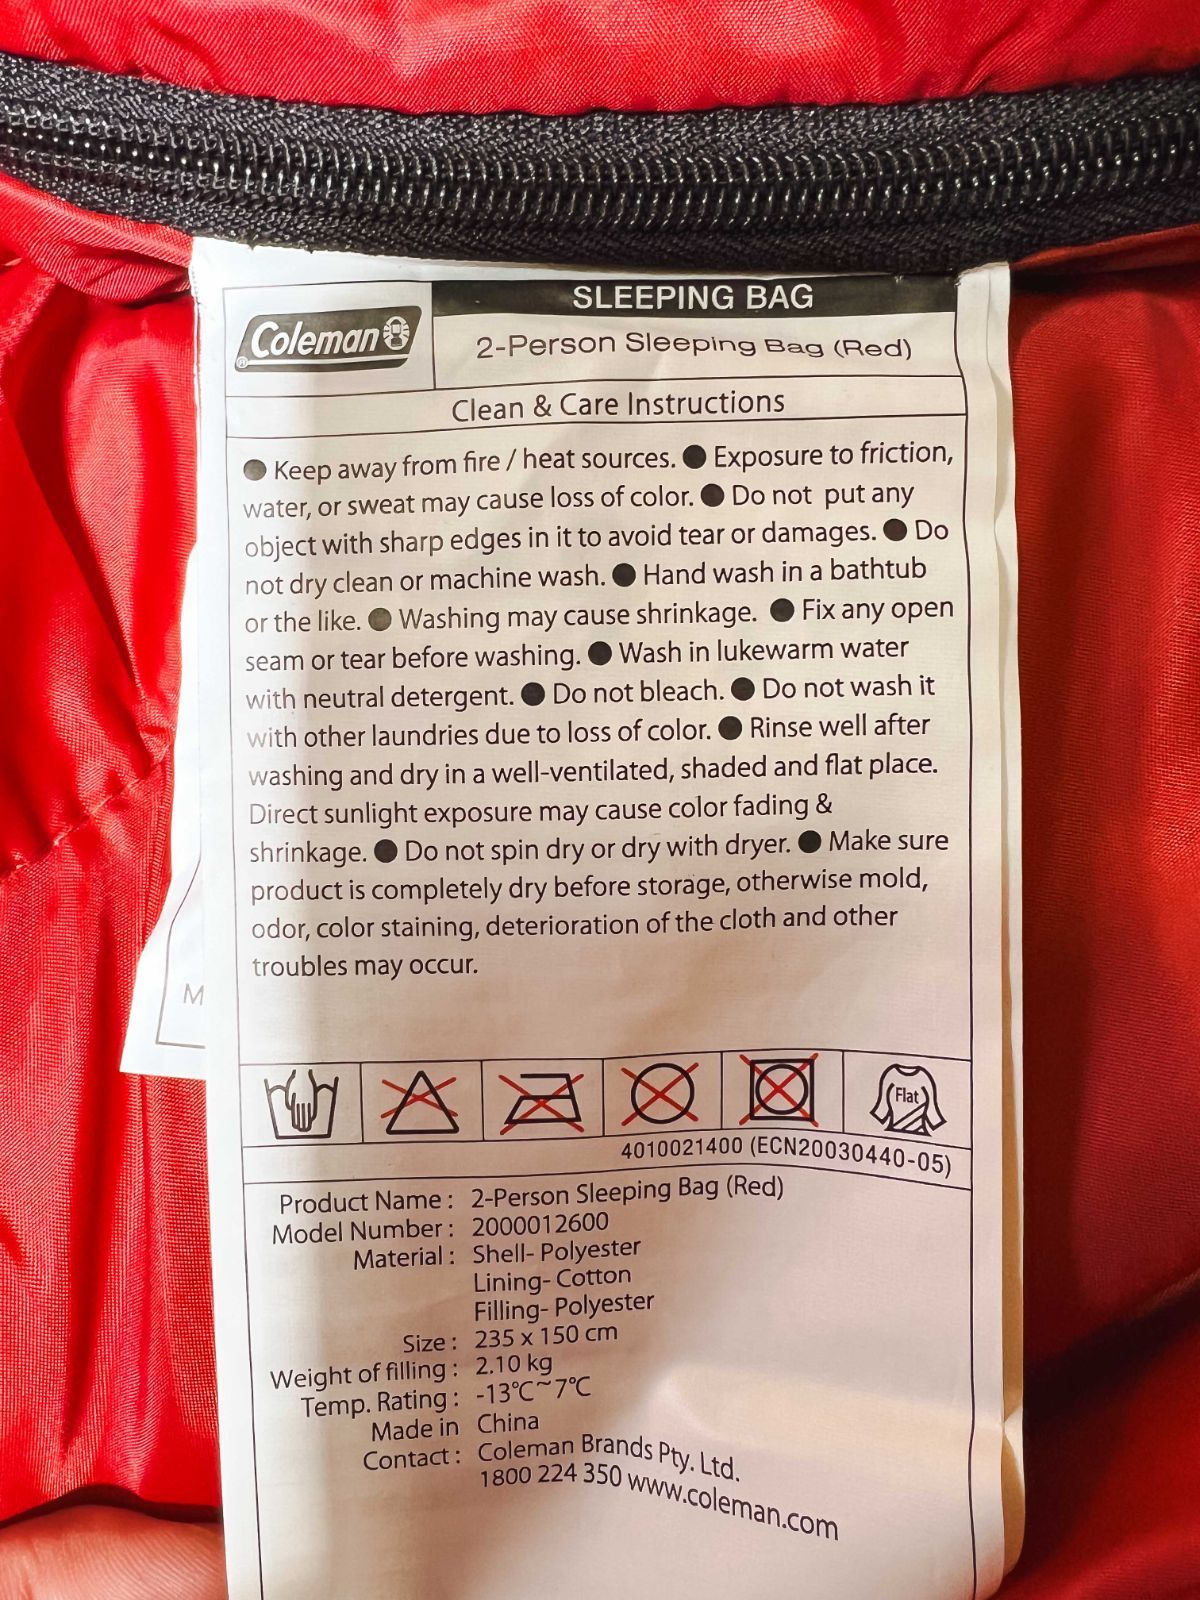 SLEEPING BAG
Coleman
®
2-Person Sleeping Bag (Red)
Clean & Care Instructions
● Keep away from fire / heat sources. ● Exposure to friction,
water, or sweat may cause loss of color. ● Do not put any
object with sharp edges in it to avoid tear or damages. ● Do
not dry clean or machine wash. ● Hand wash in a bathtub
or the like. ● Washing may cause shrinkage. ● Fix any open
seam or tear before washing. ● Wash in lukewarm water
with neutral detergent. ● Do not bleach. ● Do not wash it
with other laundries due to loss of color. ● Rinse well after
washing and dry in a well-ventilated, shaded and flat place.
Direct sunlight exposure may cause color fading &
shrinkage. ● Do not spin dry or dry with dryer. ● Make sure
product is completely dry before storage, otherwise mold,
odor, color staining, deterioration of the cloth and other
troubles may occur.
M
Flat
4010021400 (ECN20030440-05)
Product Name : 2-Person Sleeping Bag (Red)
Model Number : 2000012600
Material : Shell- Polyester
Lining- Cotton
Filling- Polyester
Size : 235 x 150 cm
Weight of filling : 2.10 kg
Temp. Rating : -13℃~7℃
Made in China
Contact : Coleman Brands Pty. Ltd.
1800 224 350 www.coleman.com